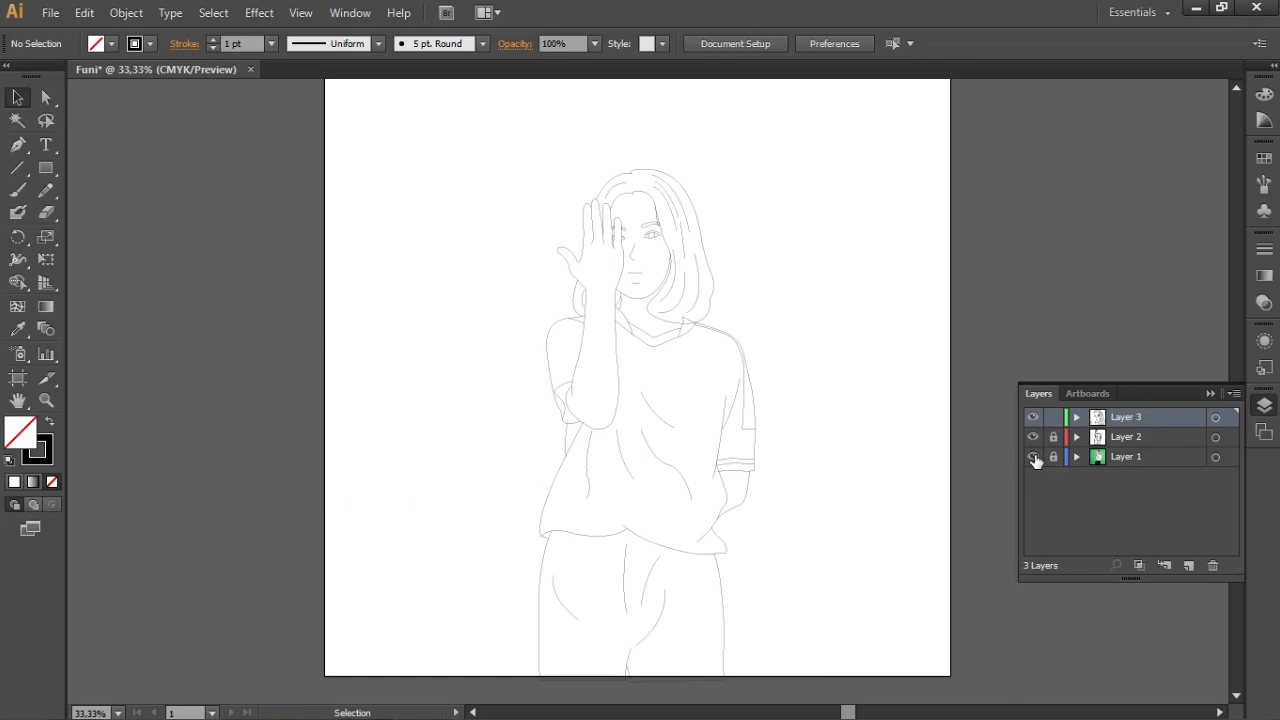 Ai File Edit Object Type Select Effect View Window Help Br Essentials
No Selection Stroke: 1 pt Uniform 5 pt. Round Opacity: 100% Style: Document Setup Preferences
Funi* @ 33,33% (CMYK/Preview)
Layers Artboards
Layer 3
Layer 2
Layer 1
3 Layers
33,33% 1 Selection